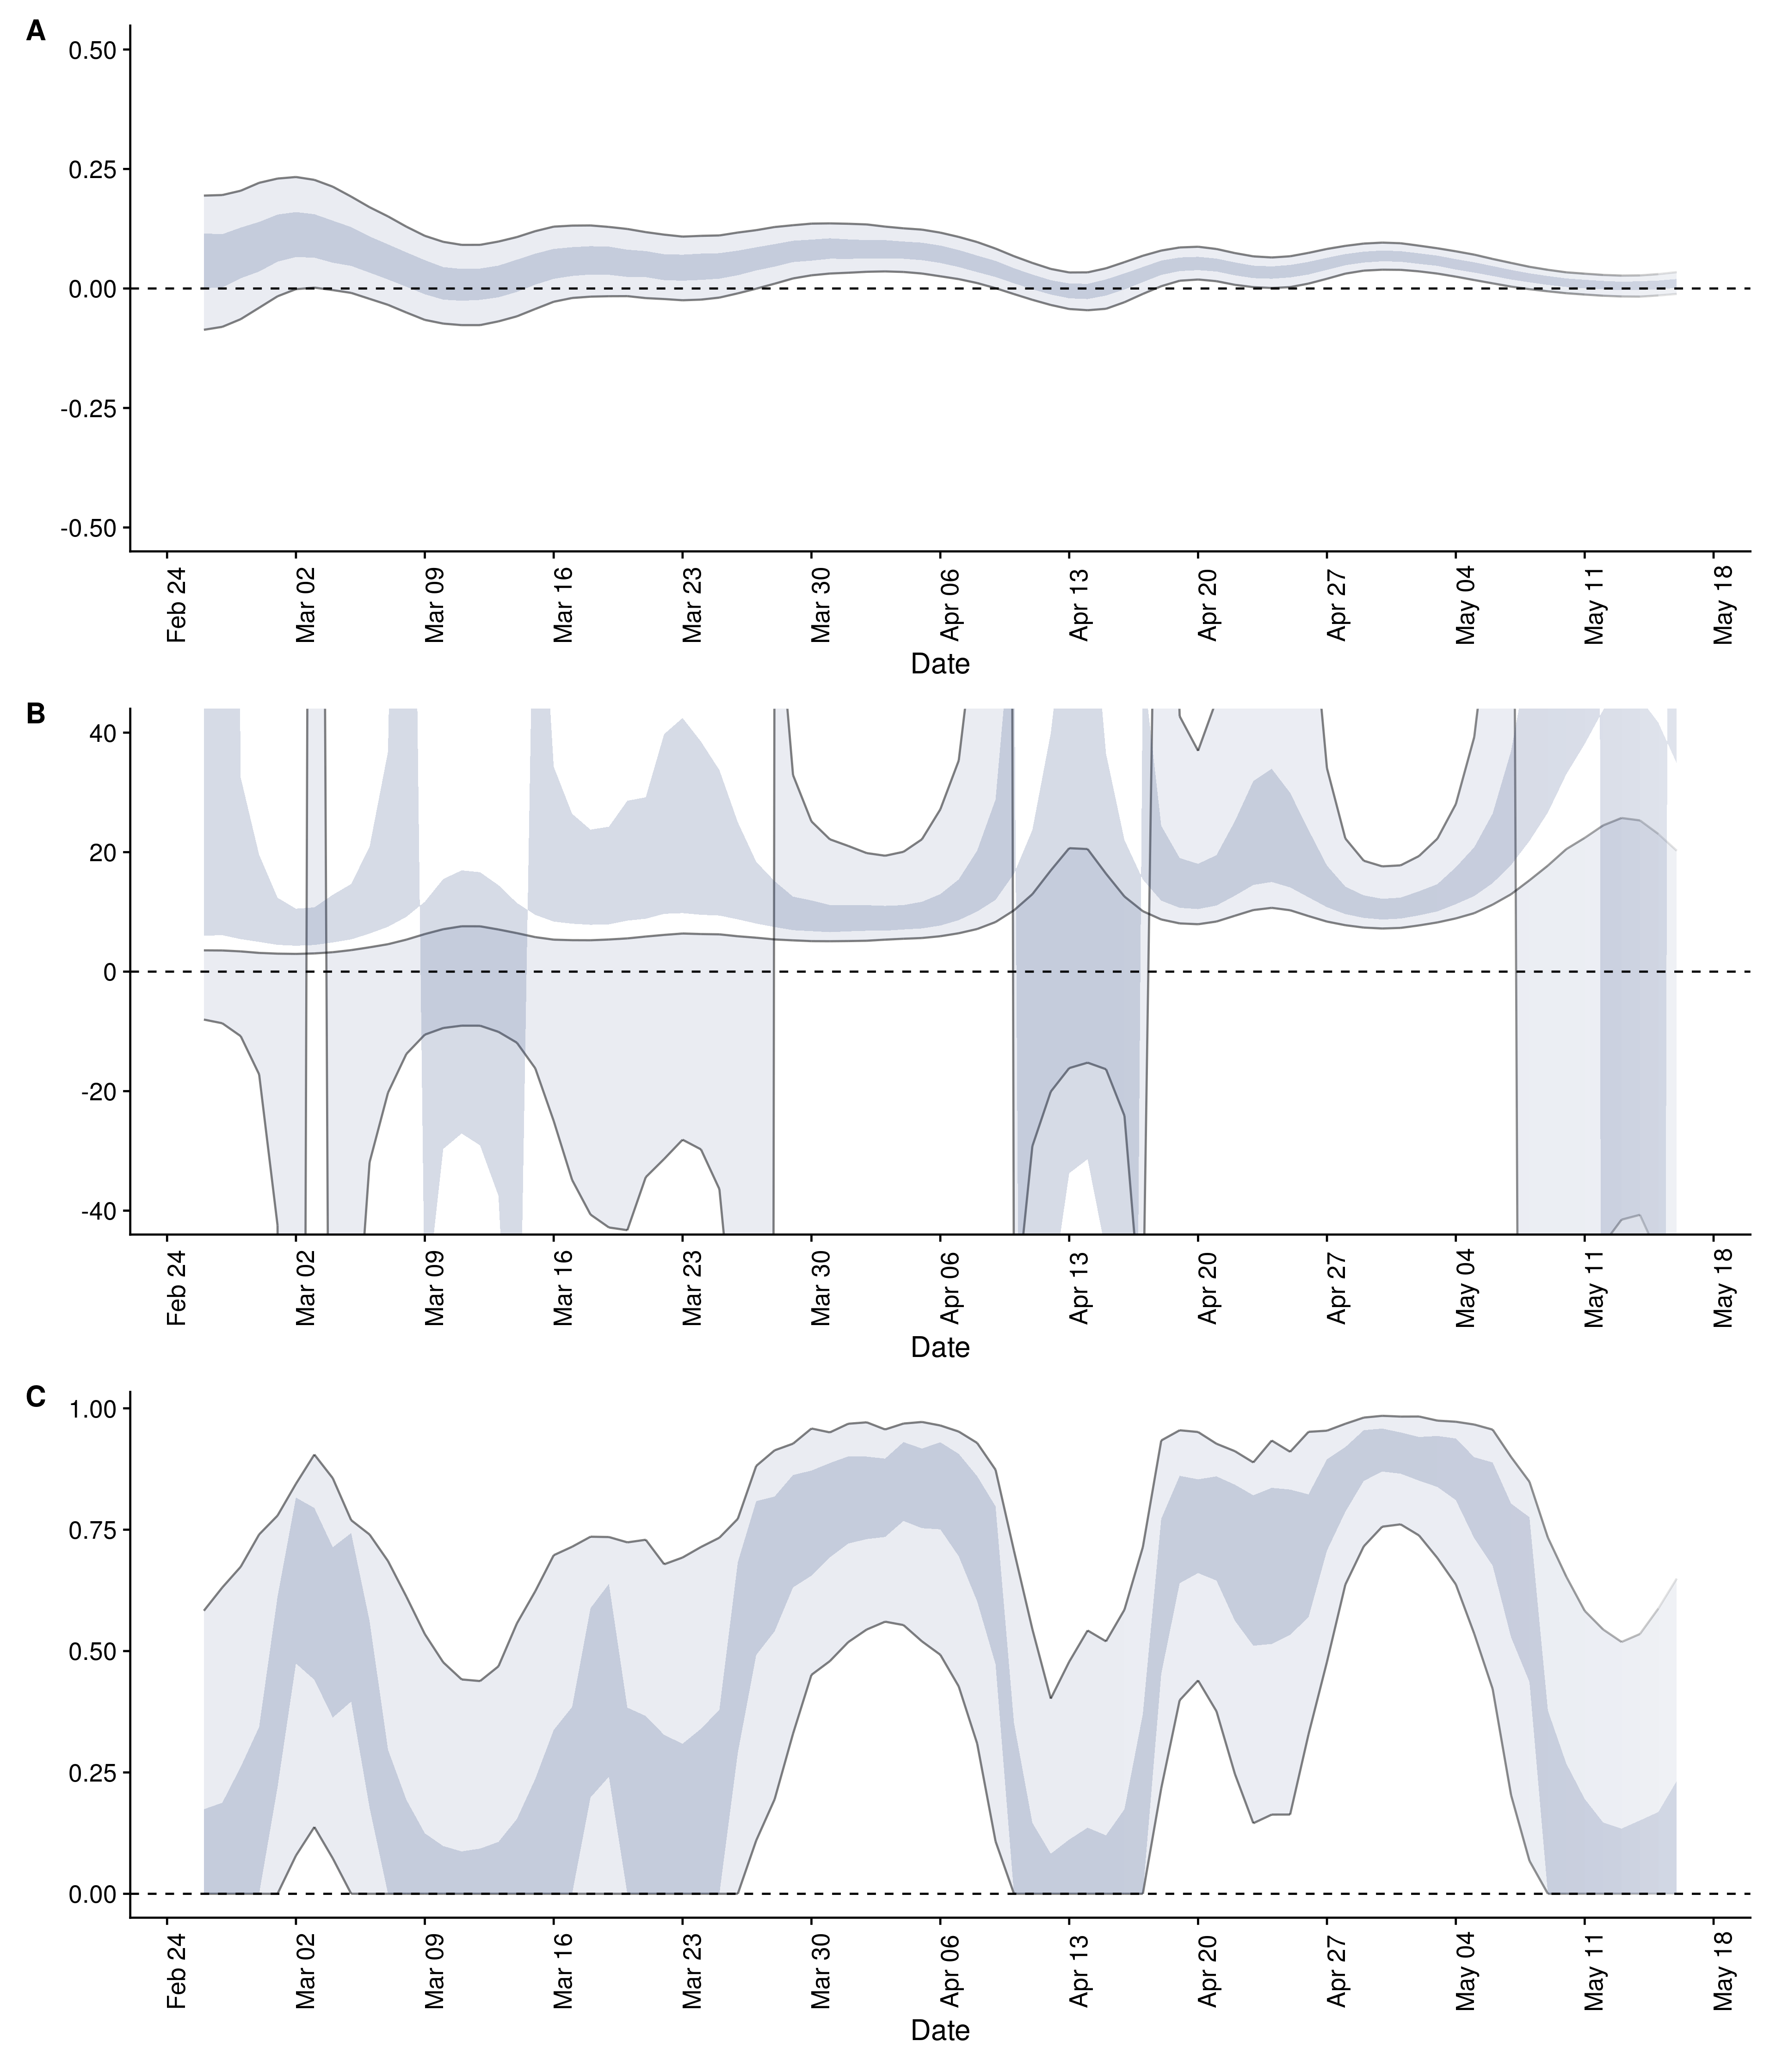 A
0.50
0.25
0.00
-0.25
-0.50
Feb 24
Mar 02
Mar 09
Mar 16
Mar 23
Mar 30
Apr 06
Apr 13
Apr 20
Apr 27
May 04
May 11
May 18
Date
B
40
20
0
-20
-40
Feb 24
Mar 02
Mar 09
Mar 16
Mar 23
Mar 30
Apr 06
Apr 13
Apr 20
Apr 27
May 04
May 11
May 18
Date
C
1.00
0.75
0.50
0.25
0.00
Feb 24
Mar 02
Mar 09
Mar 16
Mar 23
Mar 30
Apr 06
Apr 13
Apr 20
Apr 27
May 04
May 11
May 18
Date